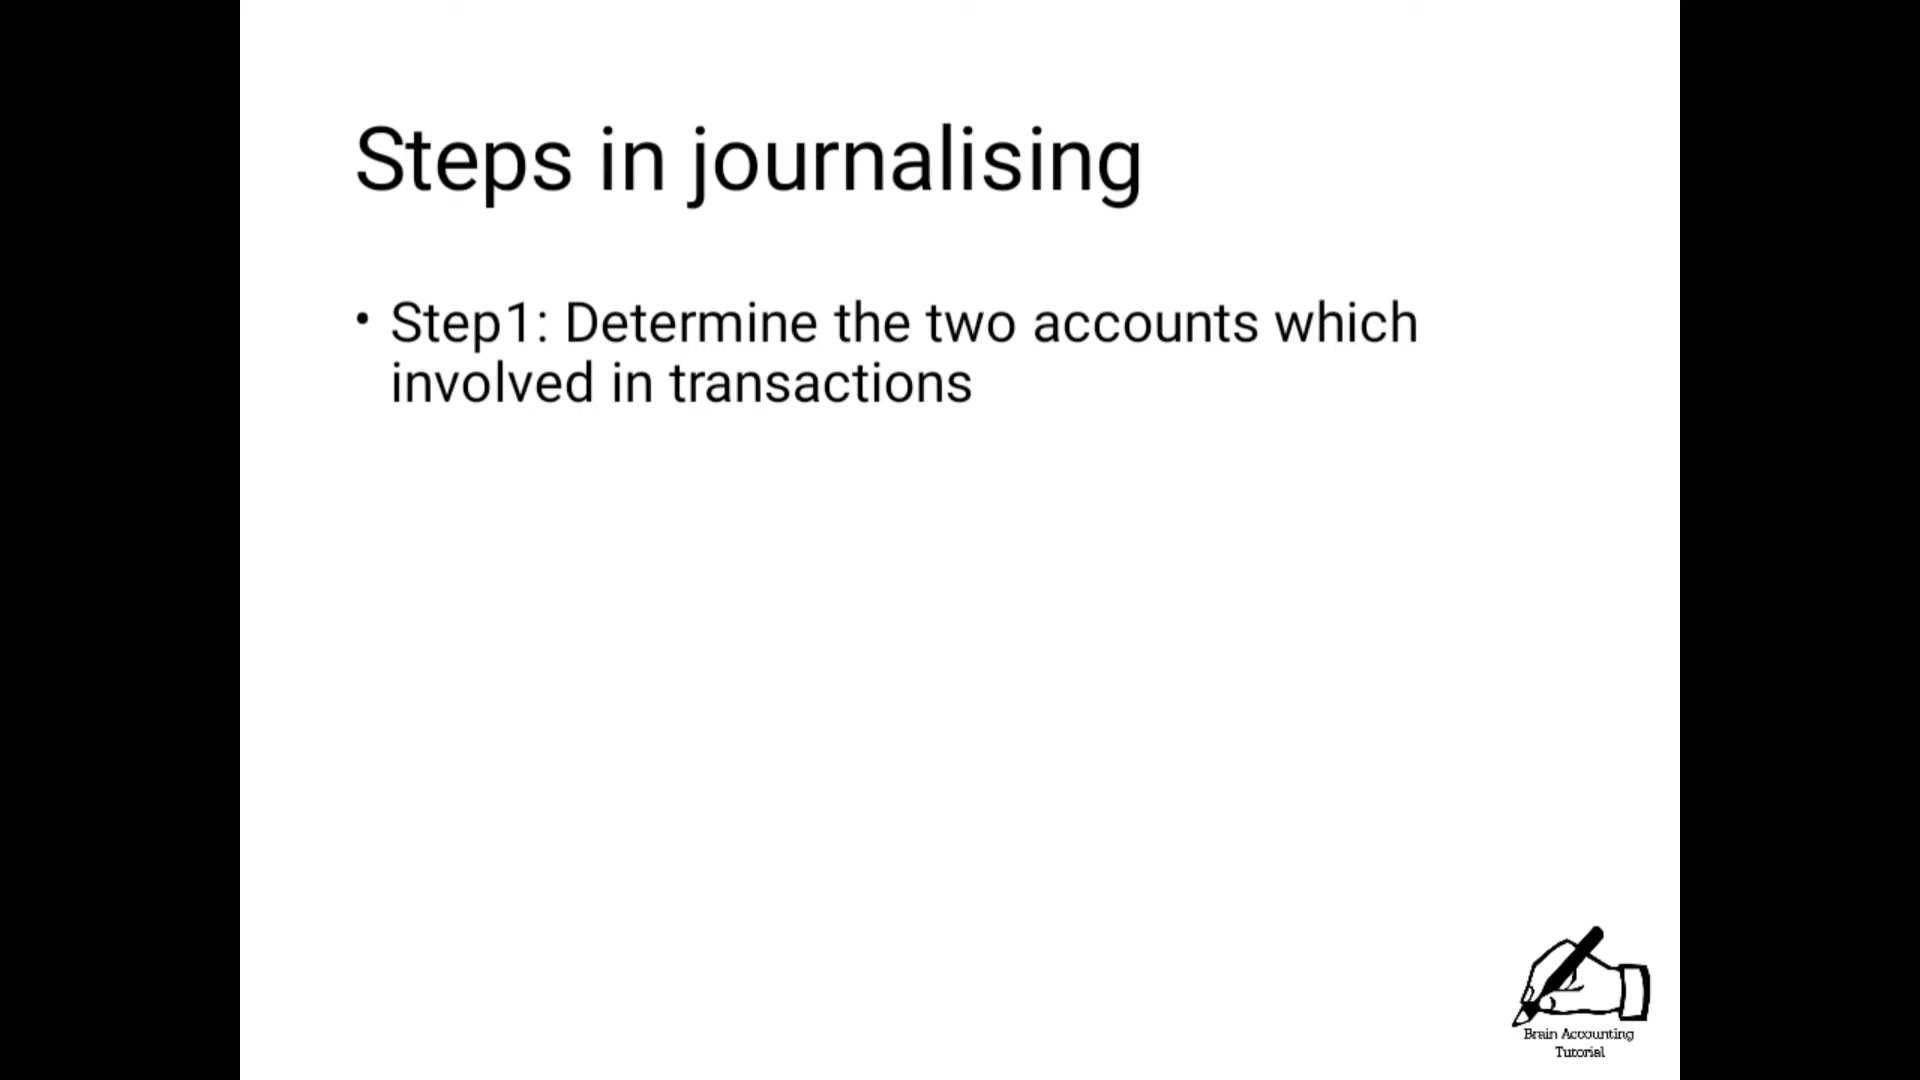 Steps in journalising
• Step1: Determine the two accounts which
involved in transactions
Brain Accounting
Tutorial